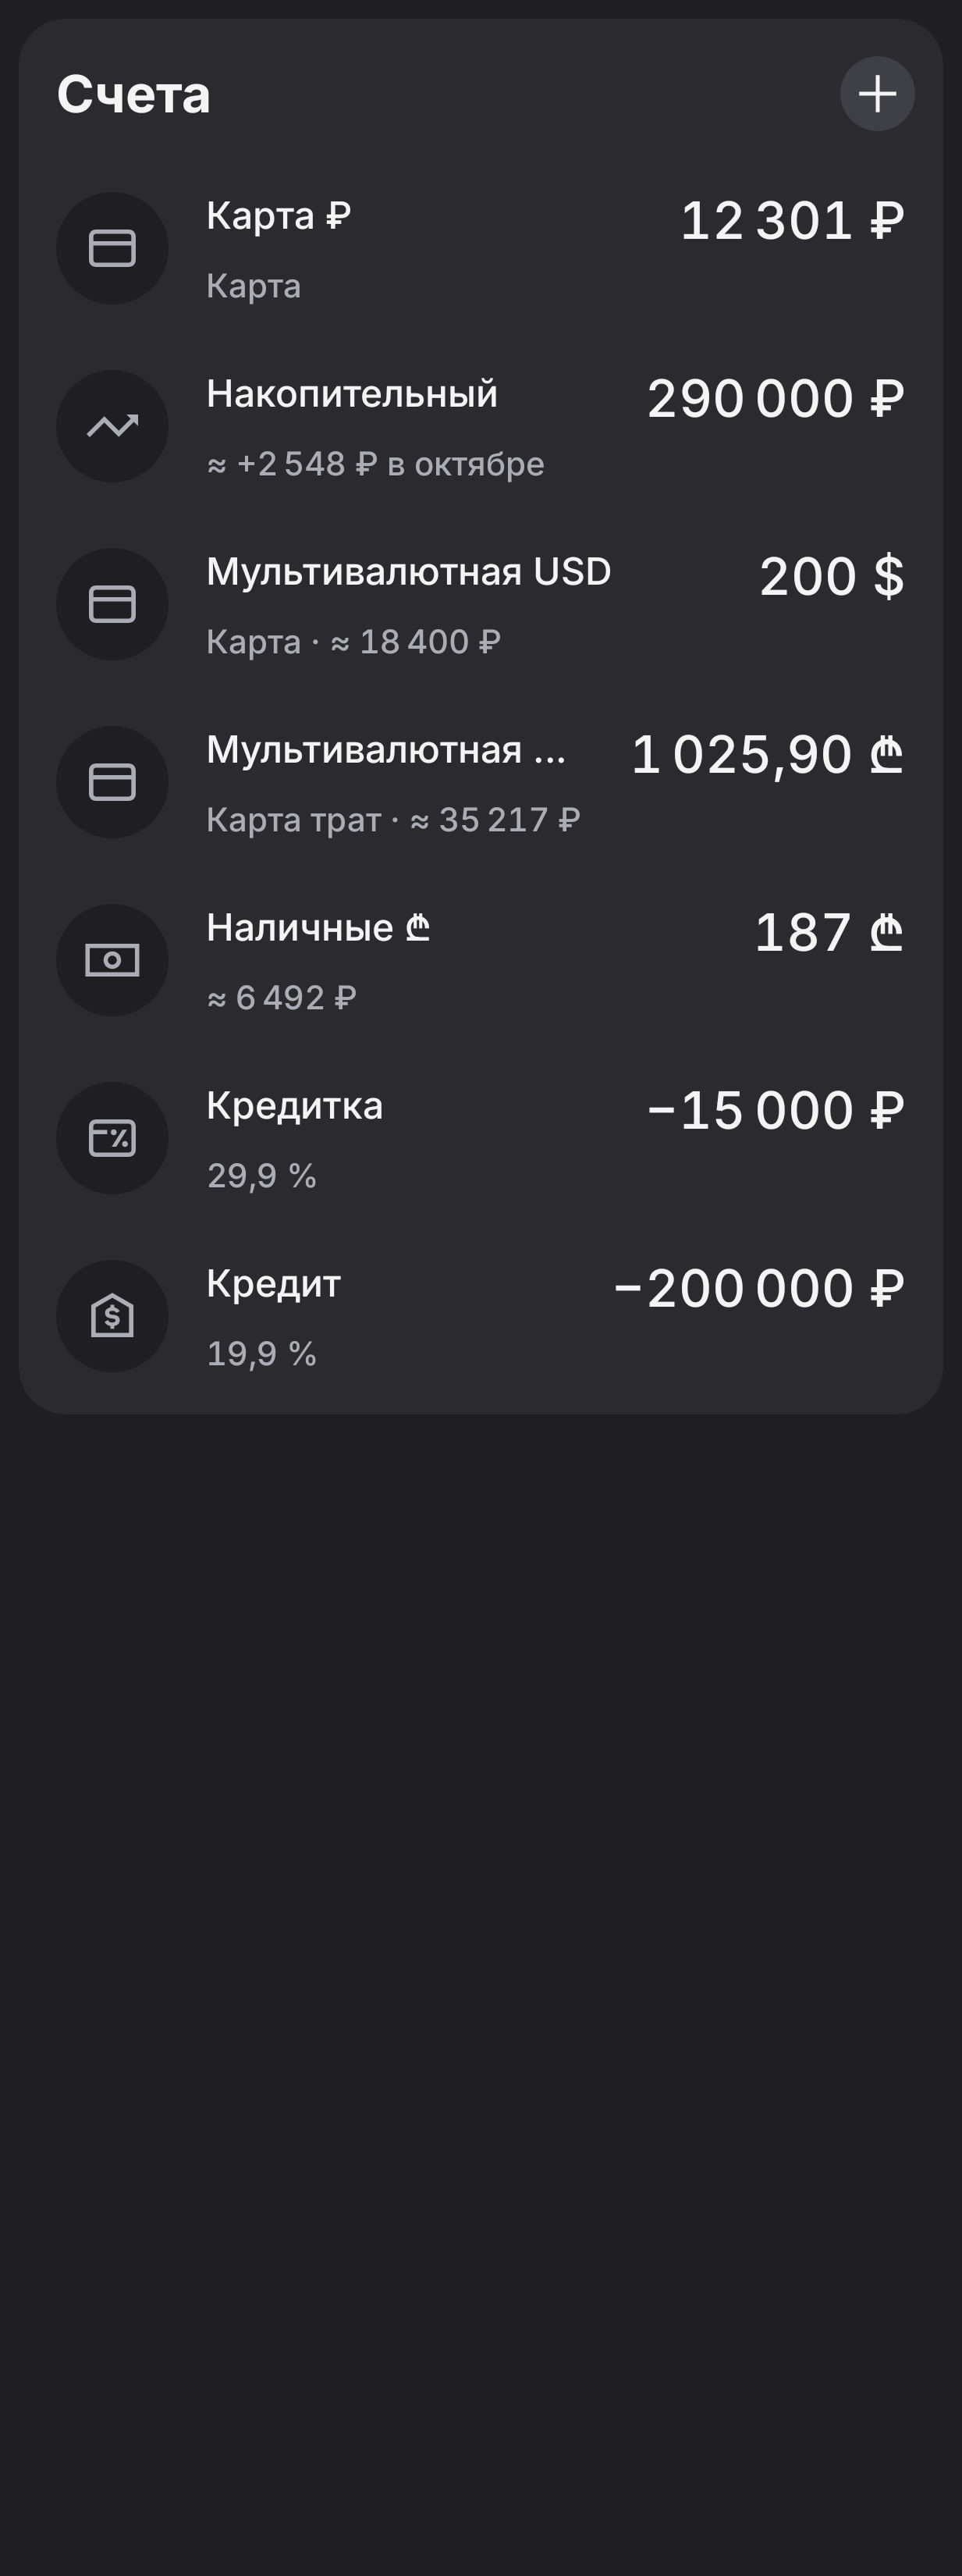 Счета
Карта ₽
12 301 ₽
Карта
Накопительный
290 000 ₽
≈ +2 548 ₽ в октябре
Мультивалютная USD
200 $
Карта · ≈ 18 400 ₽
Мультивалютная ...
1 025,90 ₾
Карта трат · ≈ 35 217 ₽
Наличные ₾
187 ₾
≈ 6 492 ₽
Кредитка
−15 000 ₽
29,9 %
Кредит
−200 000 ₽
19,9 %